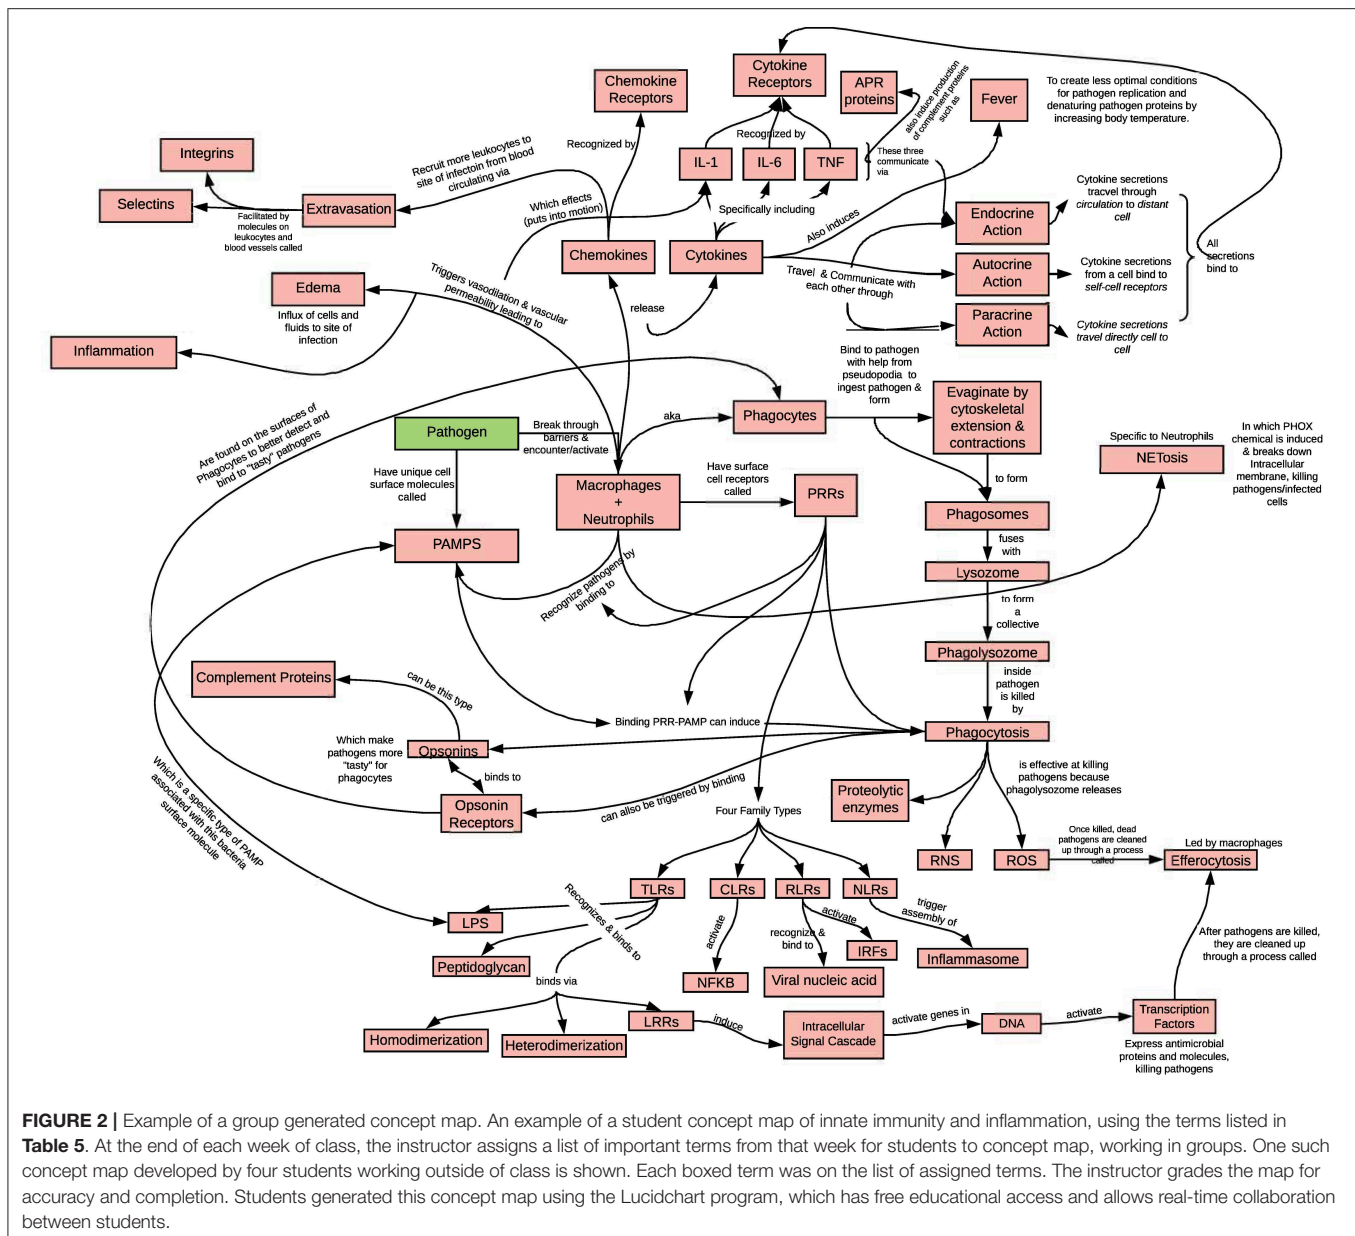 Cytokine
Receptors
Chemokine
Receptors
APR
proteins
also induce production
of complement proteins
such as
Fever
To create less optimal conditions
for pathogen replication and
denaturing pathogen proteins by
increasing body temperature.
Integrins
Selectins
Extravasation
Facilitated by
molecules on
leukocytes and
blood vessels called
Recruit more leukocytes to
site of infectoin from blood
circulating via
Recognized by
Recognized by
IL-1
IL-6
TNF
These three
communicate
via
Which effects
(puts into motion)
Specifically including
Also induces
Chemokines
Cytokines
Endocrine
Action
Cytokine secretions
tracvel through
circulation to distant
cell
Autocrine
Action
Cytokine secretions
from a cell bind to
self-cell receptors
Paracrine
Action
Cytokine secretions
travel directly cell to
cell
All
secretions
bind to
Travel & Communicate with
each other through
Edema
Influx of cells and
fluids to site of
infection
Triggers vasodilation & vascular
permeability leading to
release
Inflammation
Bind to pathogen
with help from
pseudopodia to
ingest pathogen &
form
Are found on the surfaces of
Phagocytes to better detect and
bind to "tasty" pathogens
Pathogen
Break through
barriers &
encounter/activate
aka
Phagocytes
Evaginate by
cytoskeletal
extension &
contractions
Specific to Neutrophils
NETosis
In which PHOX
chemical is induced
& breaks down
Intracellular
membrane, killing
pathogens/infected
cells
Have unique cell
surface molecules
called
Macrophages
+
Neutrophils
Have surface
cell receptors
called
PRRs
to form
Phagosomes
fuses
with
PAMPS
Recognize pathogens by
binding to
Lysozome
to form
a
collective
Phagolysozome
inside
pathogen
is killed
by
Complement Proteins
can be this type
Binding PRR-PAMP can induce
Phagocytosis
Which make
pathogens more
"tasty" for
phagocytes
Opsonins
binds to
Opsonin
Receptors
can allso be triggered by binding
Which is a specific type of PAMP
associated with this bacteria
surface molecule
Proteolytic
enzymes
is effective at killing
pathogens because
phagolysozome releases
Four Family Types
RNS
ROS
Once killed, dead
pathogens are cleaned
up through a process
called
Led by macrophages
Efferocytosis
TLRs
CLRs
RLRs
NLRs
Recognizes & binds to
LPS
Peptidoglycan
activate
NFKB
recognize &
bind to
Viral nucleic acid
activate
IRFs
trigger
assembly of
Inflammasome
After pathogens are killed,
they are cleaned up
through a process called
binds via
Homodimerization
Heterodimerization
LRRs
induce
Intracellular
Signal Cascade
activate genes in
DNA
activate
Transcription
Factors
Express antimicrobial
proteins and molecules,
killing pathogens
FIGURE 2 | Example of a group generated concept map. An example of a student concept map of innate immunity and inflammation, using the terms listed in
Table 5. At the end of each week of class, the instructor assigns a list of important terms from that week for students to concept map, working in groups. One such
concept map developed by four students working outside of class is shown. Each boxed term was on the list of assigned terms. The instructor grades the map for
accuracy and completion. Students generated this concept map using the Lucidchart program, which has free educational access and allows real-time collaboration
between students.